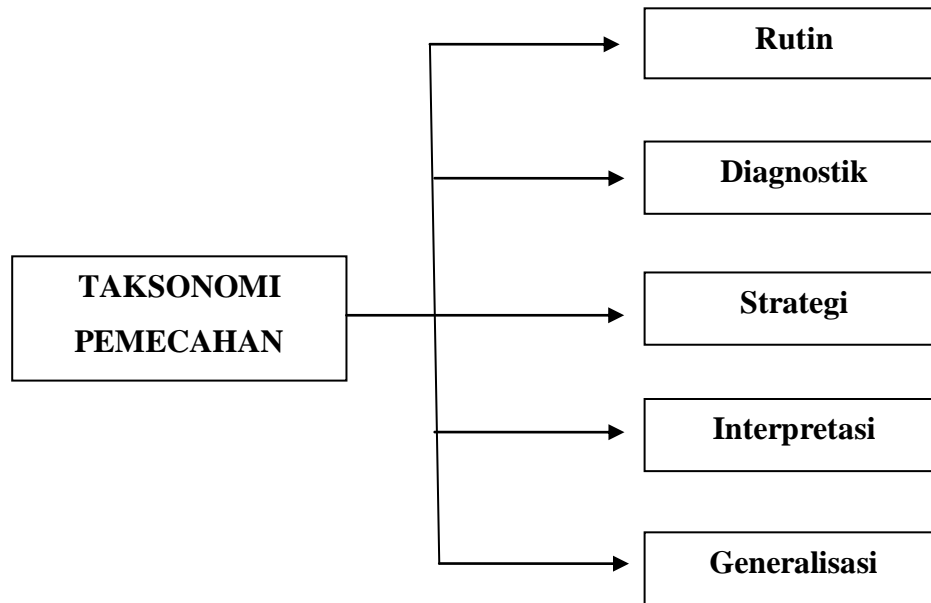 Rutin
Diagnostik
TAKSONOMI
PEMECAHAN
Strategi
Interpretasi
Generalisasi